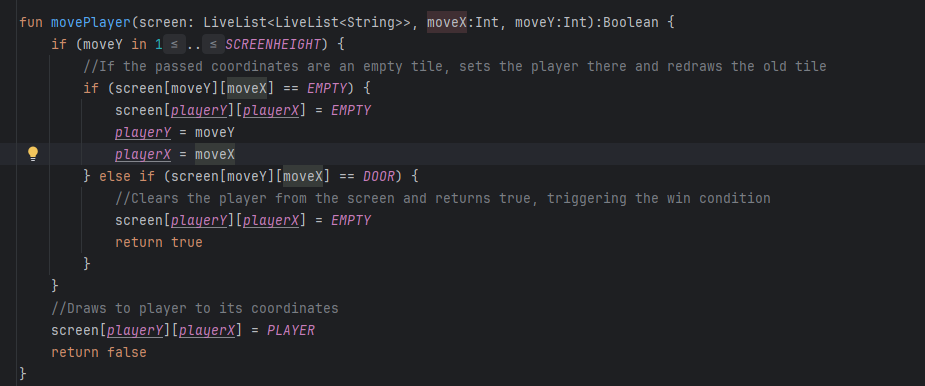 fun movePlayer(screen: LiveList<LiveList<String>>, moveX:Int, moveY:Int):Boolean {
    if (moveY in 1 ≤ .. ≤ SCREENHEIGHT) {
        //If the passed coordinates are an empty tile, sets the player there and redraws the old tile
        if (screen[moveY][moveX] == EMPTY) {
            screen[playerY][playerX] = EMPTY
            playerY = moveY
            playerX = moveX
        } else if (screen[moveY][moveX] == DOOR) {
            //Clears the player from the screen and returns true, triggering the win condition
            screen[playerY][playerX] = EMPTY
            return true
        }
    }
    //Draws to player to its coordinates
    screen[playerY][playerX] = PLAYER
    return false
}